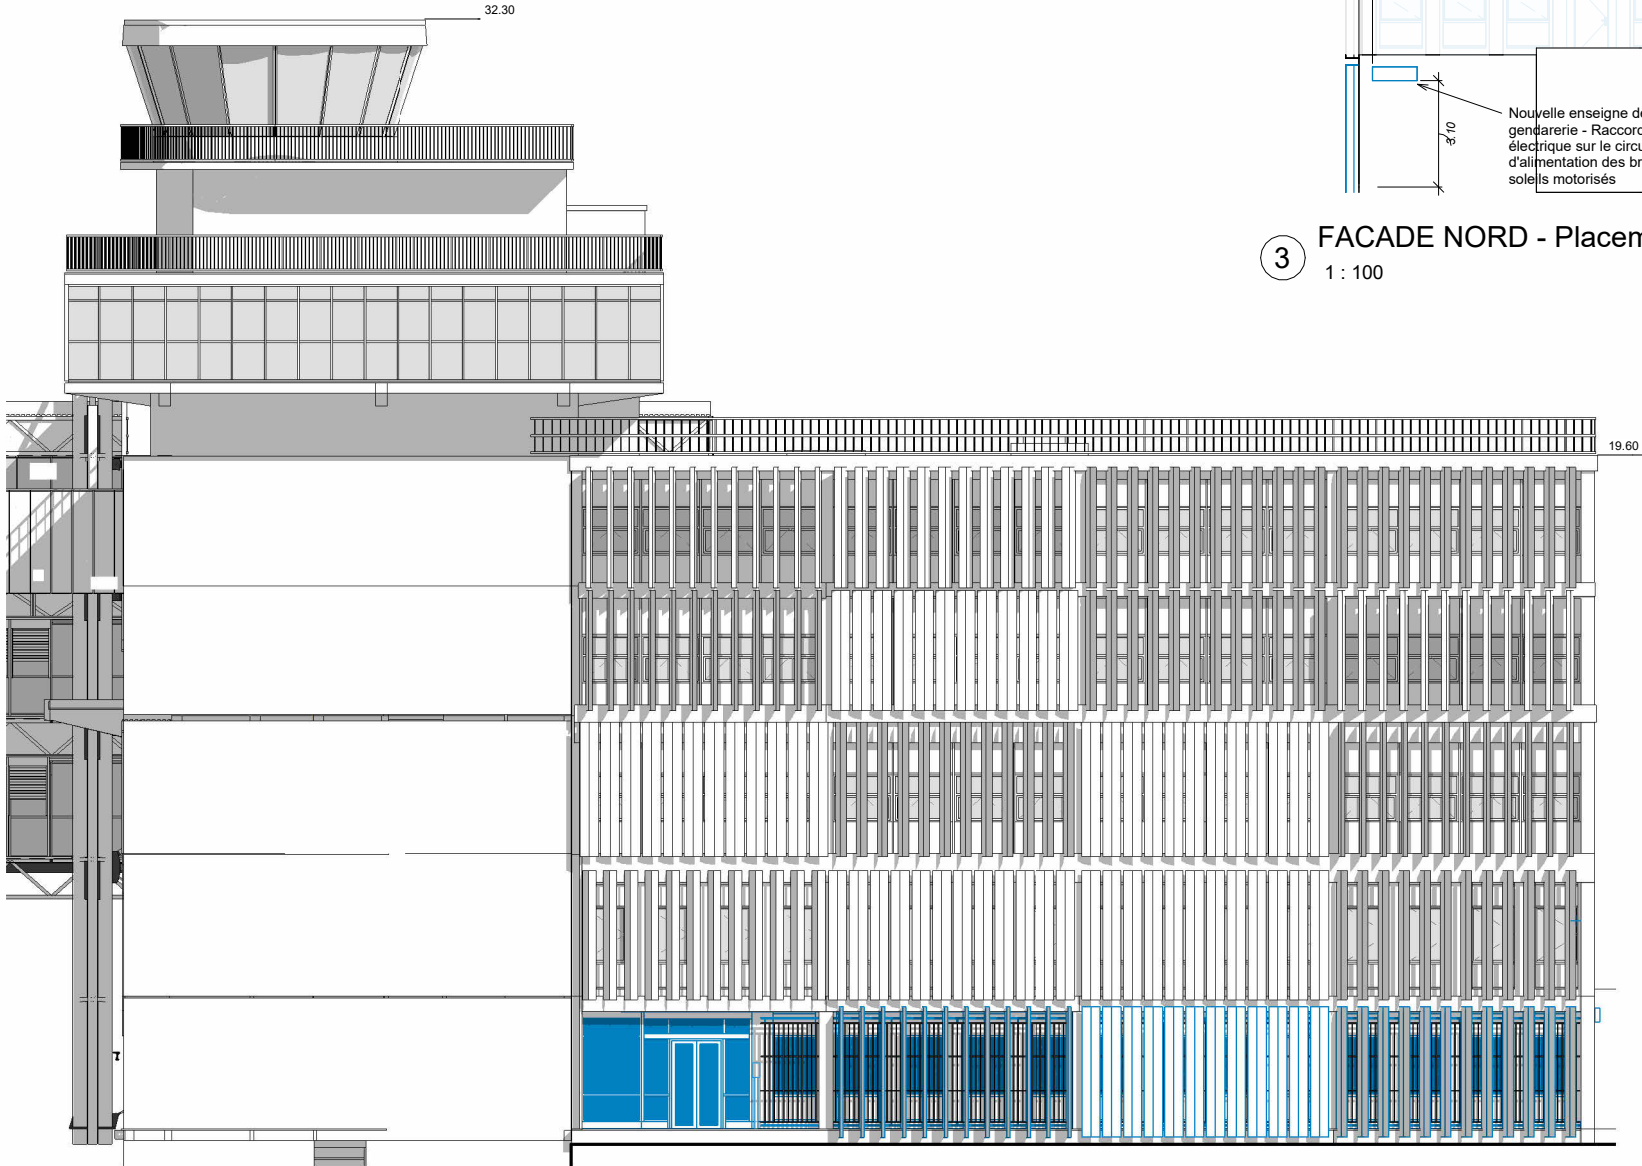 32.30
3.10
Nouvelle enseigne de
gendarerie - Raccord
électrique sur le circu
d'alimentation des br
soleils motorisés
3
FACADE NORD - Placem
1 : 100
19.60